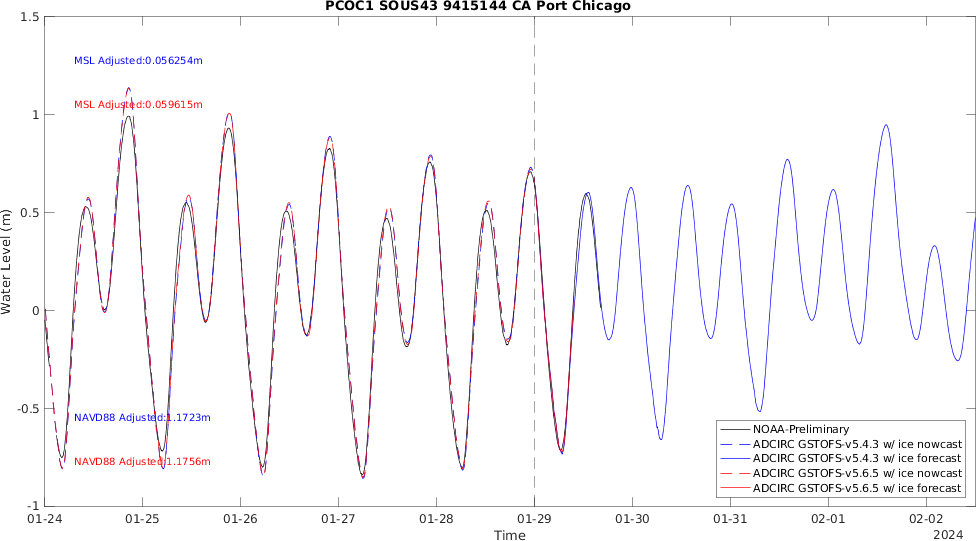 PCOC1 SOUS43 9415144 CA Port Chicago
1.5
MSL Adjusted:0.056254m
1
MSL Adjusted:0.059615m
0.5
Water Level (m)
0
-0.5
NAVD88 Adjusted:1.1723m
NAVD88 Adjusted:1.1756m
-1
NOAA-Preliminary
ADCIRC GSTOFS-v5.4.3 w/ ice nowcast
ADCIRC GSTOFS-v5.4.3 w/ ice forecast
ADCIRC GSTOFS-v5.6.5 w/ ice nowcast
ADCIRC GSTOFS-v5.6.5 w/ ice forecast
01-24 01-25 01-26 01-27 01-28 01-29 01-30 01-31 02-01 02-02
Time
2024